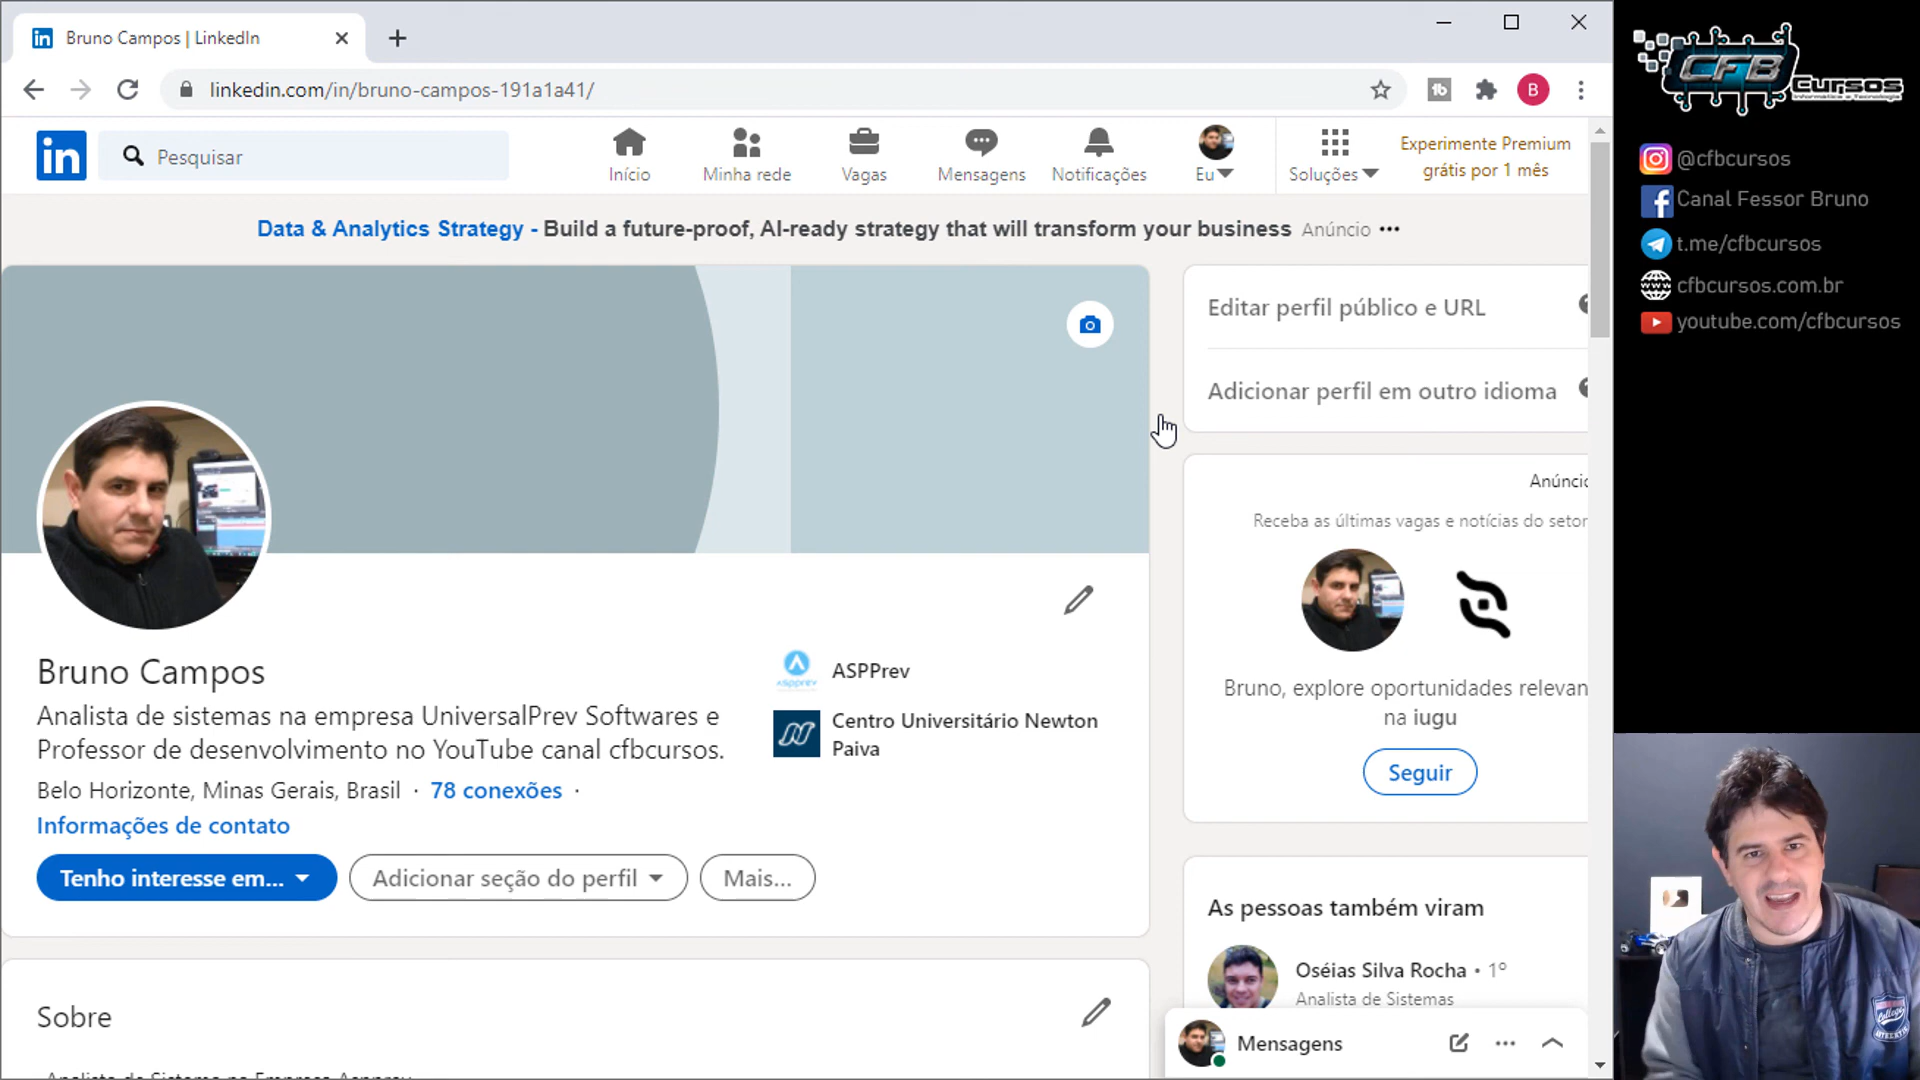 Bruno Campos | LinkedIn
linkedin.com/in/bruno-campos-191a1a41/
B
in
Pesquisar
Início
Minha rede
Vagas
Mensagens
Notificações
Eu
Soluções
Experimente Premium
grátis por 1 mês
Data & Analytics Strategy - Build a future-proof, AI-ready strategy that will transform your business Anúncio
Editar perfil público e URL
Adicionar perfil em outro idioma
Anúncio
Receba as últimas vagas e notícias do setor
Bruno, explore oportunidades relevan
na iugu
Seguir
Bruno Campos
Analista de sistemas na empresa UniversalPrev Softwares e
Professor de desenvolvimento no YouTube canal cfbcursos.
Belo Horizonte, Minas Gerais, Brasil · 78 conexões ·
Informações de contato
ASPPREV
ASPPrev
Centro Universitário Newton
Paiva
Tenho interesse em...
Adicionar seção do perfil
Mais...
Sobre
As pessoas também viram
Oséias Silva Rocha • 1º
Analista de Sistemas
Mensagens
CFB Cursos
@cfbcursos
Canal Fessor Bruno
t.me/cfbcursos
cfbcursos.com.br
youtube.com/cfbcursos